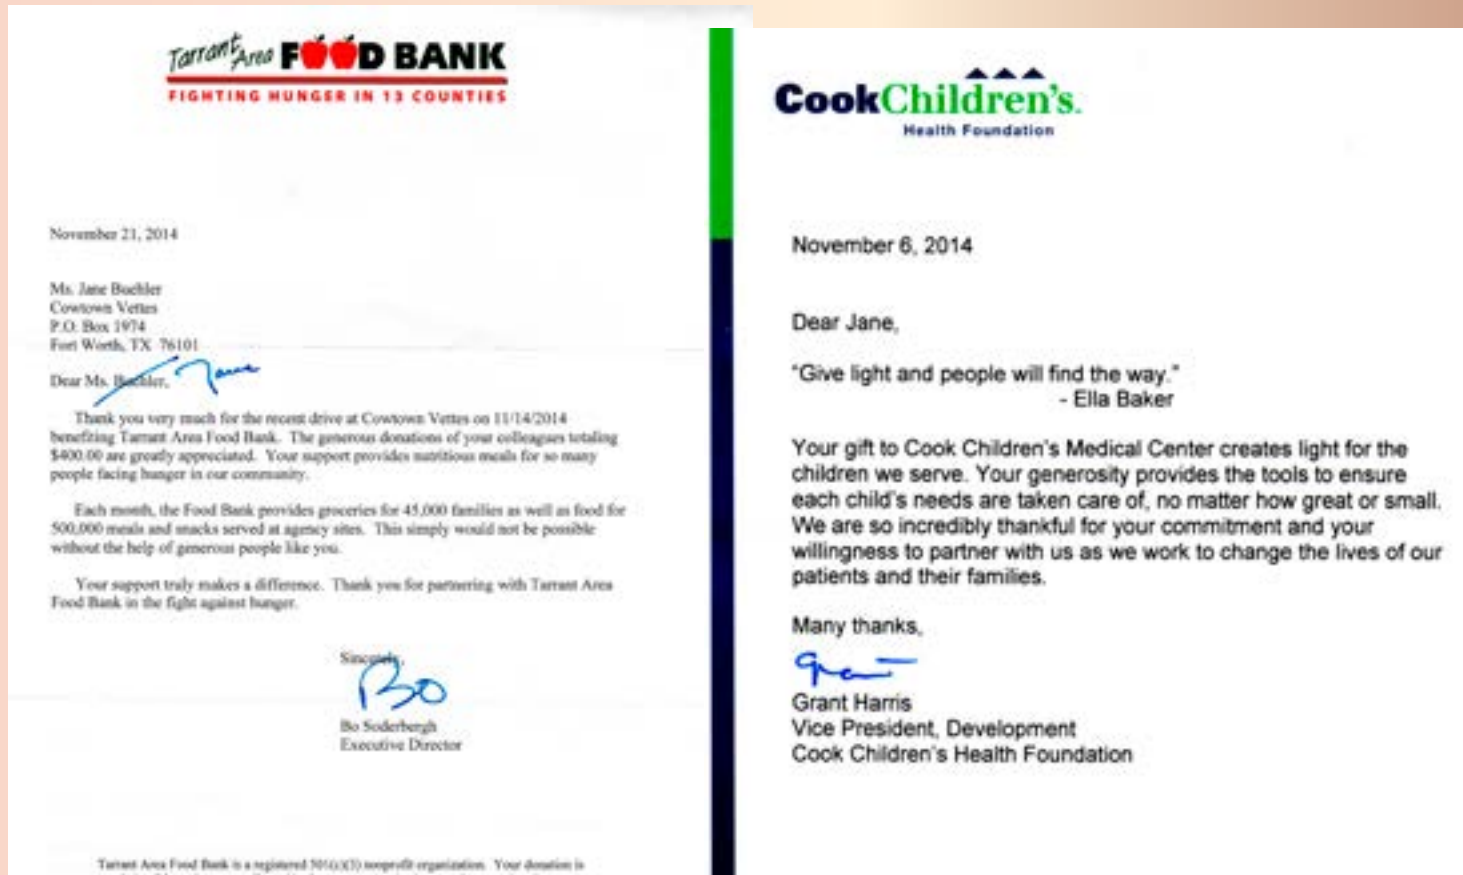 Tarrant Area FOOD BANK
FIGHTING HUNGER IN 13 COUNTIES
November 21, 2014
Ms. Jane Buehler
Cowtown Vettes
P.O. Box 1974
Fort Worth, TX 76101
Dear Ms. Buehler, Jane
Thank you very much for the recent drive at Cowtown Vettes on 11/14/2014
benefiting Tarrant Area Food Bank. The generous donations of your colleagues totaling
$400.00 are greatly appreciated. Your support provides nutritious meals for so many
people facing hunger in our community.
Each month, the Food Bank provides groceries for 45,000 families as well as food for
500,000 meals and snacks served at agency sites. This simply would not be possible
without the help of generous people like you.
Your support truly makes a difference. Thank you for partnering with Tarrant Area
Food Bank in the fight against hunger.
Sincerely,
Bo
Bo Soderbergh
Executive Director
Tarrant Area Food Bank is a registered 501(c)(3) nonprofit organization. Your donation is
CookChildren's.
Health Foundation
November 6, 2014
Dear Jane,
"Give light and people will find the way."
- Ella Baker
Your gift to Cook Children's Medical Center creates light for the
children we serve. Your generosity provides the tools to ensure
each child's needs are taken care of, no matter how great or small.
We are so incredibly thankful for your commitment and your
willingness to partner with us as we work to change the lives of our
patients and their families.
Many thanks,
Grant
Grant Harris
Vice President, Development
Cook Children's Health Foundation